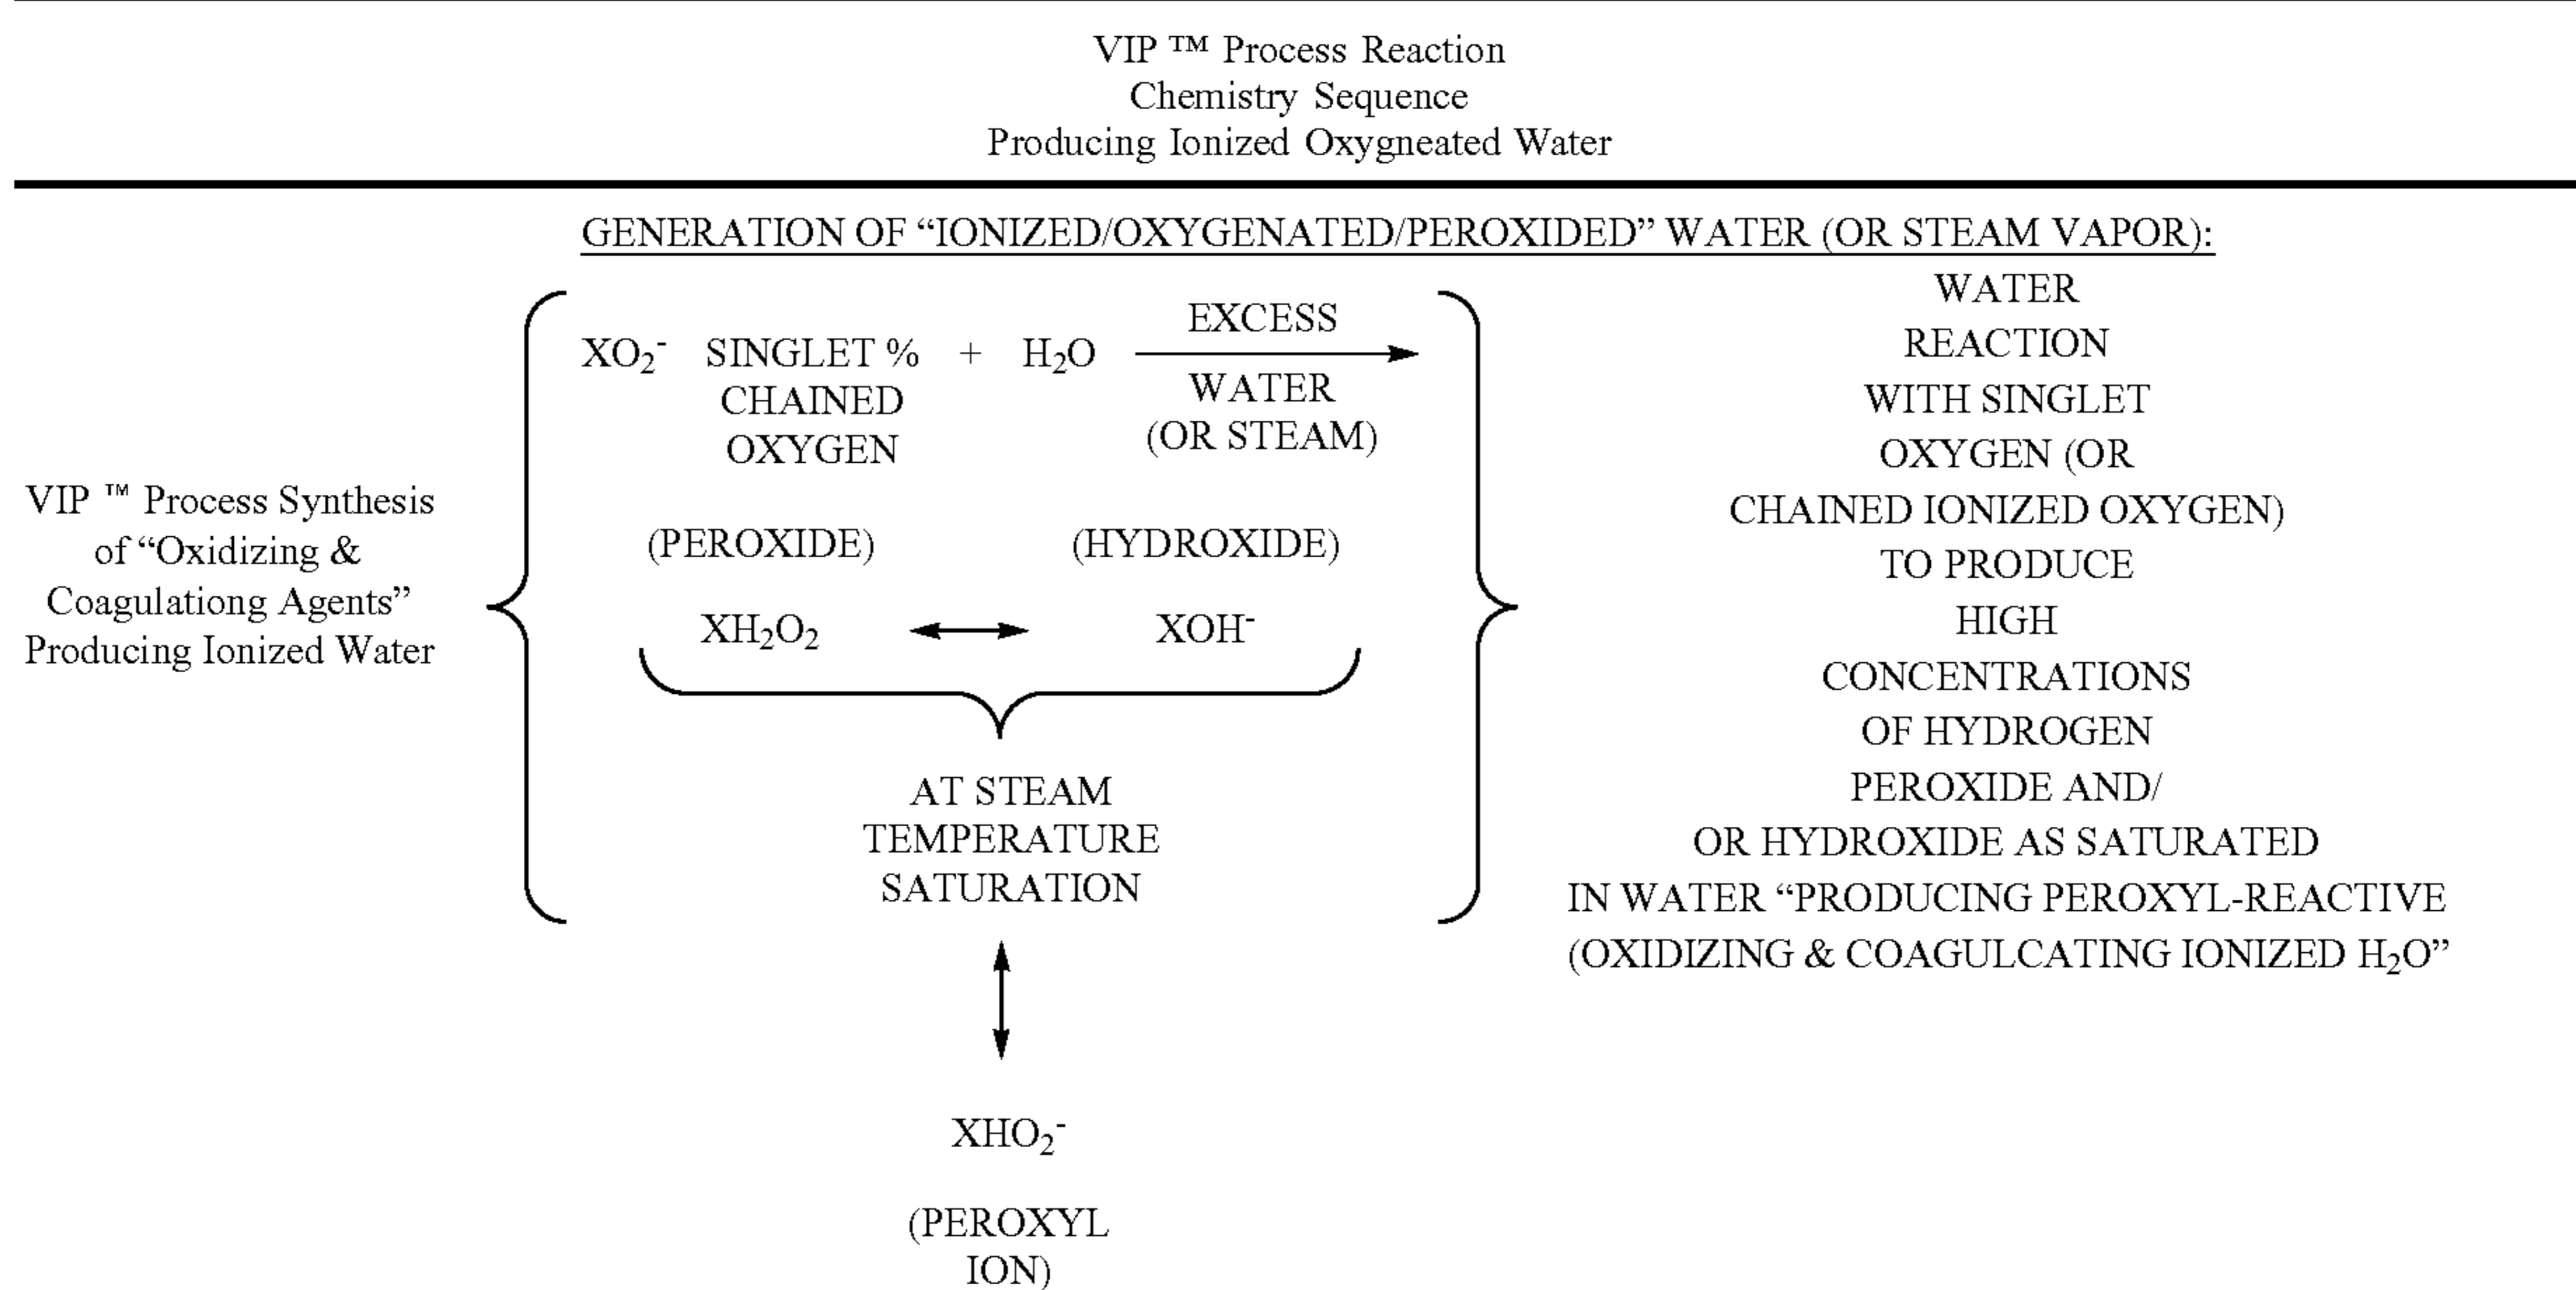 VIP ™ Process Reaction
Chemistry Sequence
Producing Ionized Oxygneated Water
GENERATION OF “IONIZED/OXYGENATED/PEROXIDED” WATER (OR STEAM VAPOR):
VIP ™ Process Synthesis
of “Oxidizing &
Coagulationg Agents”
Producing Ionized Water
XO₂⁻ SINGLET % + H₂O
CHAINED
OXYGEN
EXCESS
WATER
(OR STEAM)
(PEROXIDE) (HYDROXIDE)
XH₂O₂ XOH⁻
AT STEAM
TEMPERATURE
SATURATION
XHO₂⁻
(PEROXYL
ION)
WATER
REACTION
WITH SINGLET
OXYGEN (OR
CHAINED IONIZED OXYGEN)
TO PRODUCE
HIGH
CONCENTRATIONS
OF HYDROGEN
PEROXIDE AND/
OR HYDROXIDE AS SATURATED
IN WATER “PRODUCING PEROXYL-REACTIVE
(OXIDIZING & COAGULCATING IONIZED H₂O”